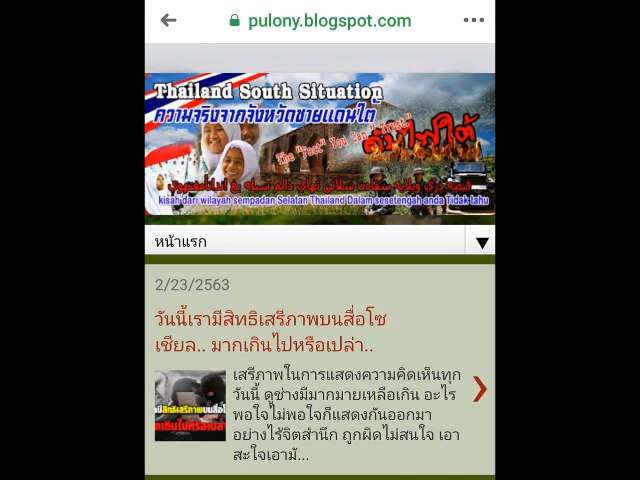 pulony.blogspot.com
Thailand South Situation
ความจริงจากจังหวัดชายแดนใต้
The "Fact" You Can "Trust"
ดับไฟใต้
kisah dari wilayah sempadan Selatan Thailand Dalam sesetengah anda Tidak tahu
หน้าแรก
2/23/2563
วันนี้เรามีสิทธิเสรีภาพบนสื่อโซ
เชียล.. มากเกินไปหรือเปล่า..
เสรีภาพในการแสดงความคิดเห็นทุก
วันนี้ ดูช่างมีมากมายเหลือเกิน อะไร
พอใจไม่พอใจก็แสดงกันออกมา
อย่างไร้จิตสำนึก ถูกผิดไม่สนใจ เอา
สะใจเอามั...